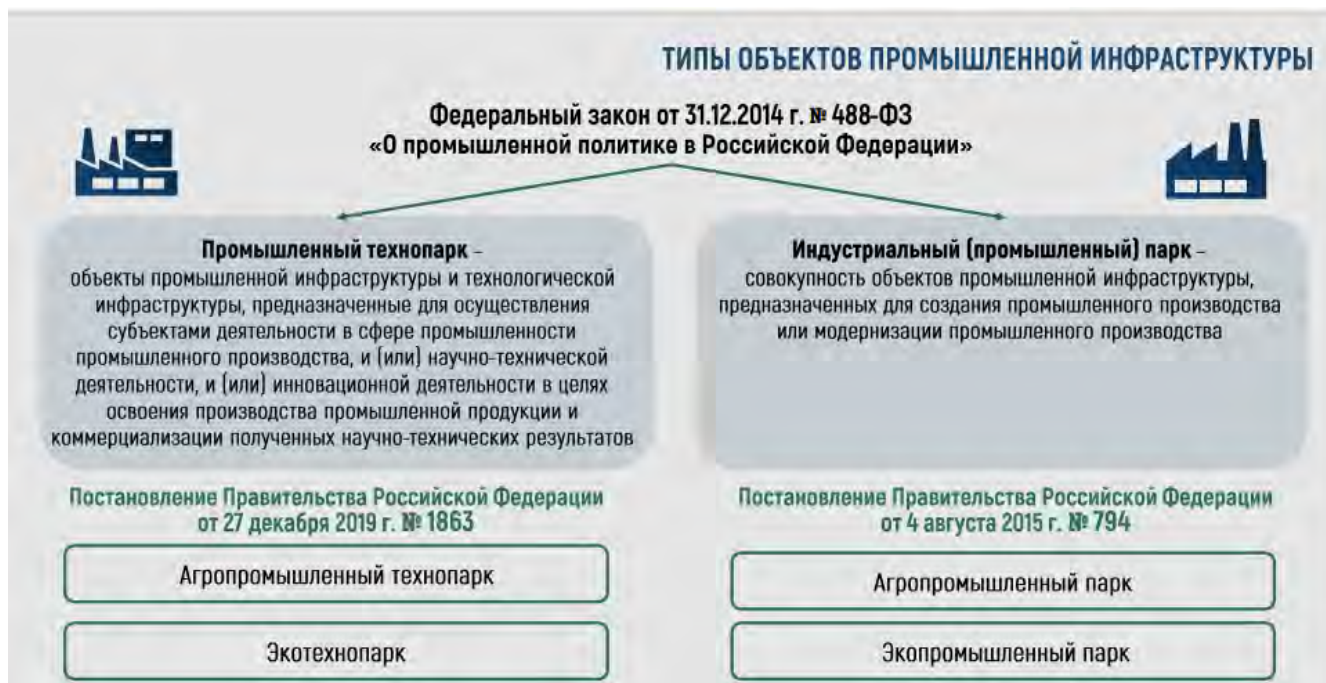 ТИПЫ ОБЪЕКТОВ ПРОМЫШЛЕННОЙ ИНФРАСТРУКТУРЫ
Федеральный закон от 31.12.2014 г. № 488-ФЗ
«О промышленной политике в Российской Федерации»
Промышленный технопарк –
объекты промышленной инфраструктуры и технологической
инфраструктуры, предназначенные для осуществления
субъектами деятельности в сфере промышленности
промышленного производства, и (или) научно-технической
деятельности, и (или) инновационной деятельности в целях
освоения производства промышленной продукции и
коммерциализации полученных научно-технических результатов
Постановление Правительства Российской Федерации
от 27 декабря 2019 г. № 1863
Агропромышленный технопарк
Экотехнопарк
Индустриальный (промышленный) парк –
совокупность объектов промышленной инфраструктуры,
предназначенных для создания промышленного производства
или модернизации промышленного производства
Постановление Правительства Российской Федерации
от 4 августа 2015 г. № 794
Агропромышленный парк
Экопромышленный парк